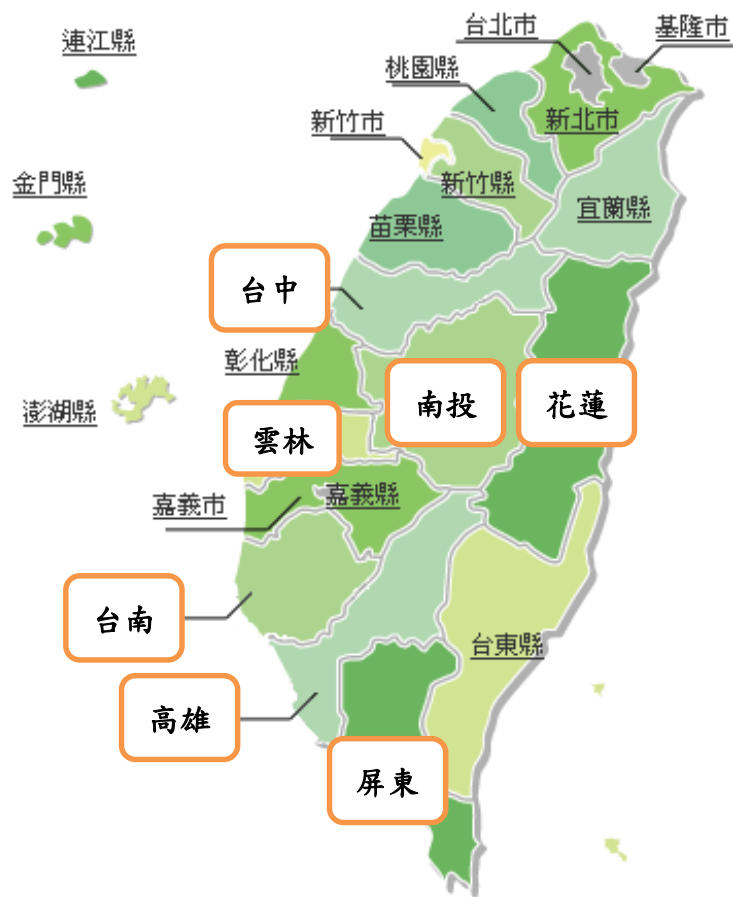 台北市
基隆市
連江縣
桃園縣
新北市
新竹市
新竹縣
金門縣
宜蘭縣
苗栗縣
台中
彰化縣
南投
花蓮
澎湖縣
雲林
嘉義縣
嘉義市
台南
台東縣
高雄
屏東